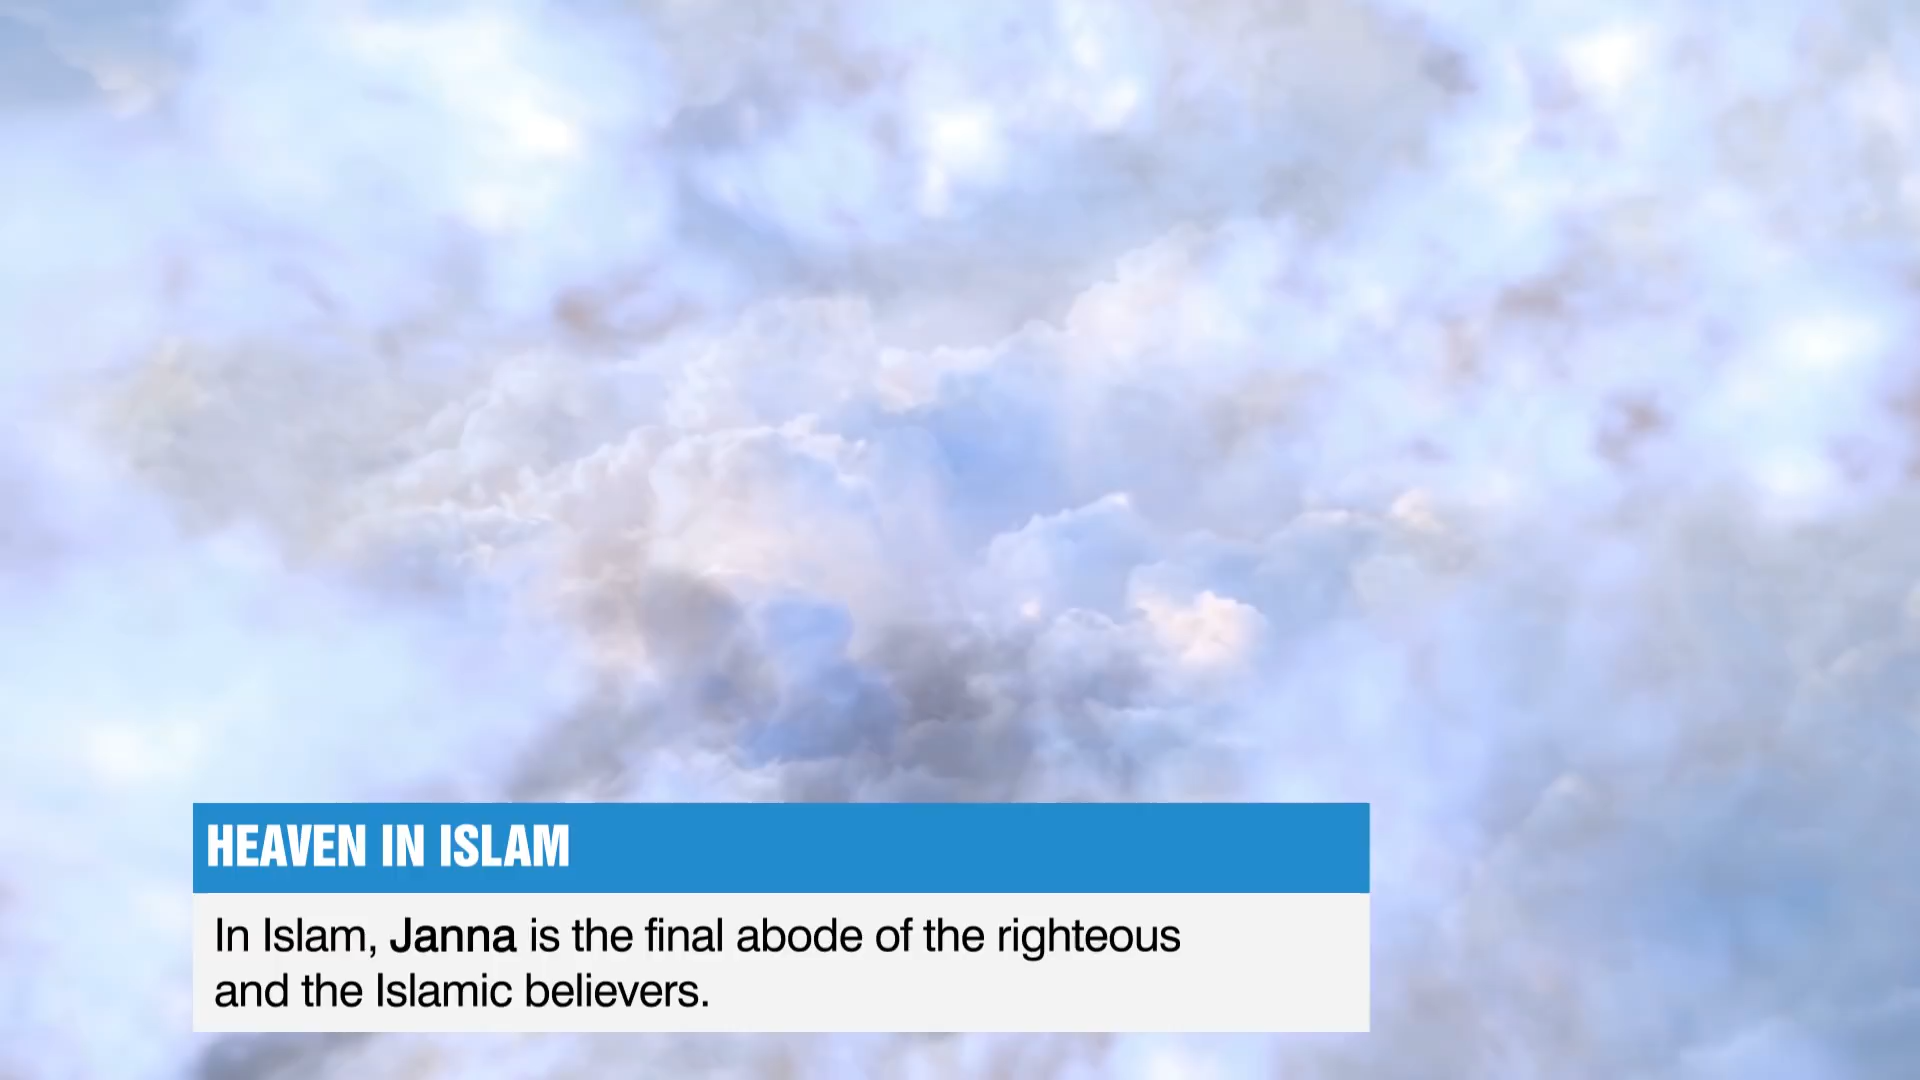 HEAVEN IN ISLAM
In Islam, Janna is the final abode of the righteous
and the Islamic believers.